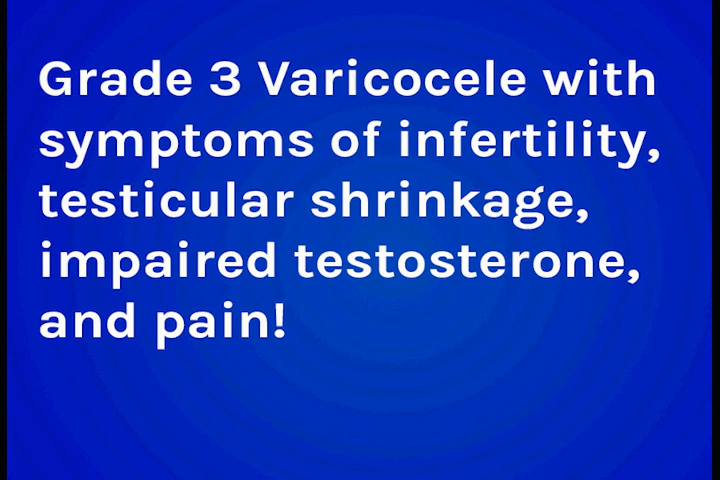 Grade 3 Varicocele with
symptoms of infertility,
testicular shrinkage,
impaired testosterone,
and pain!